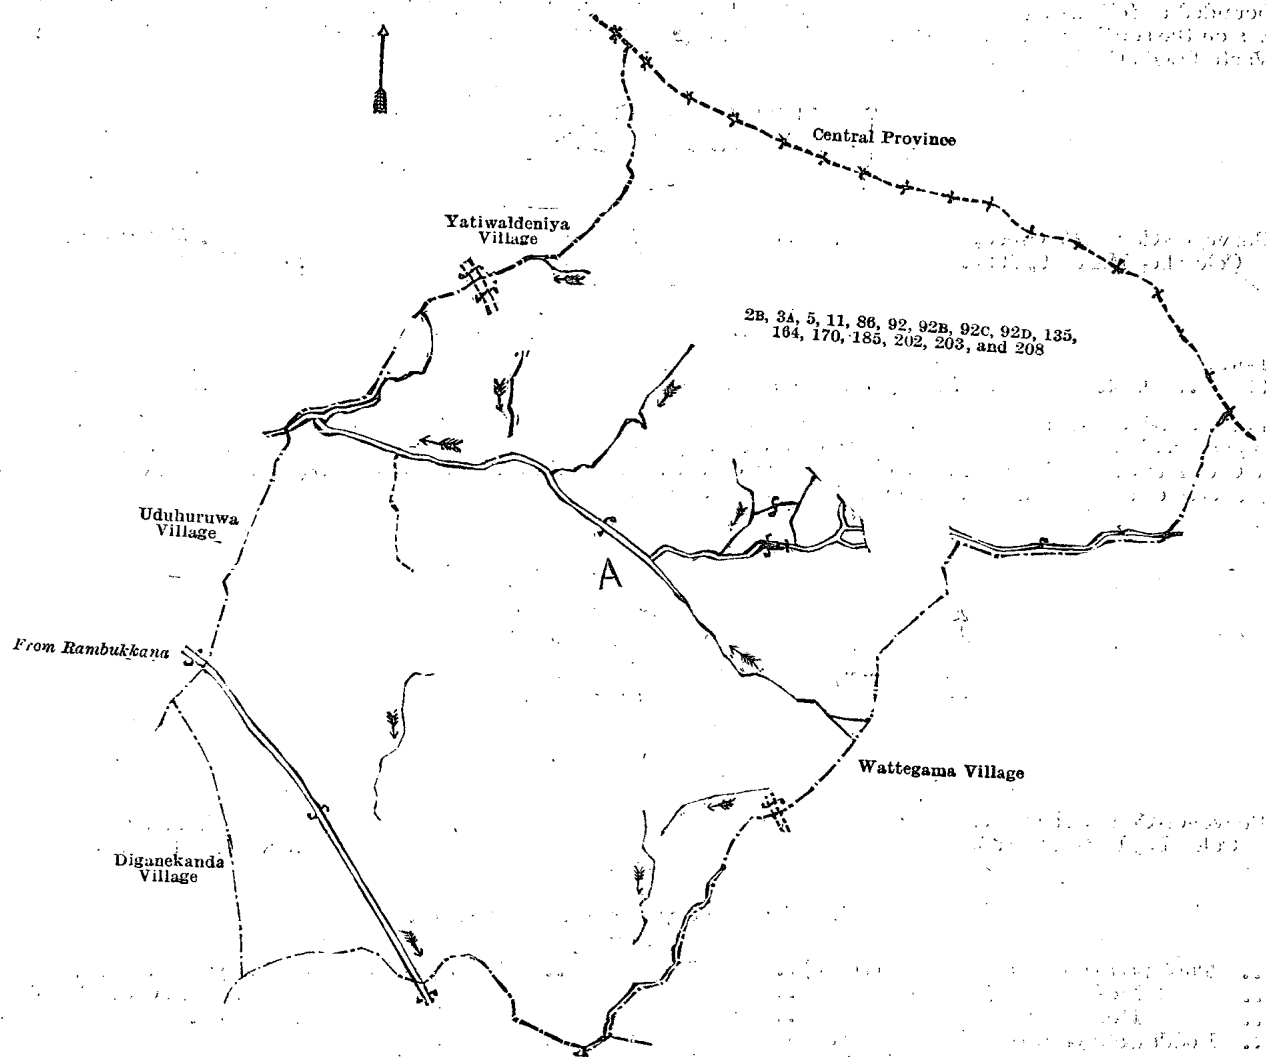 Central Province
Yatiwaldeniya
Village
2B, 3A, 5, 11, 86, 92, 92B, 92C, 92D, 135,
164, 170, 185, 202, 203, and 208
Uduhuruwa
Village
A
From Rambukkana
Wattegama Village
Diganekanda
Village